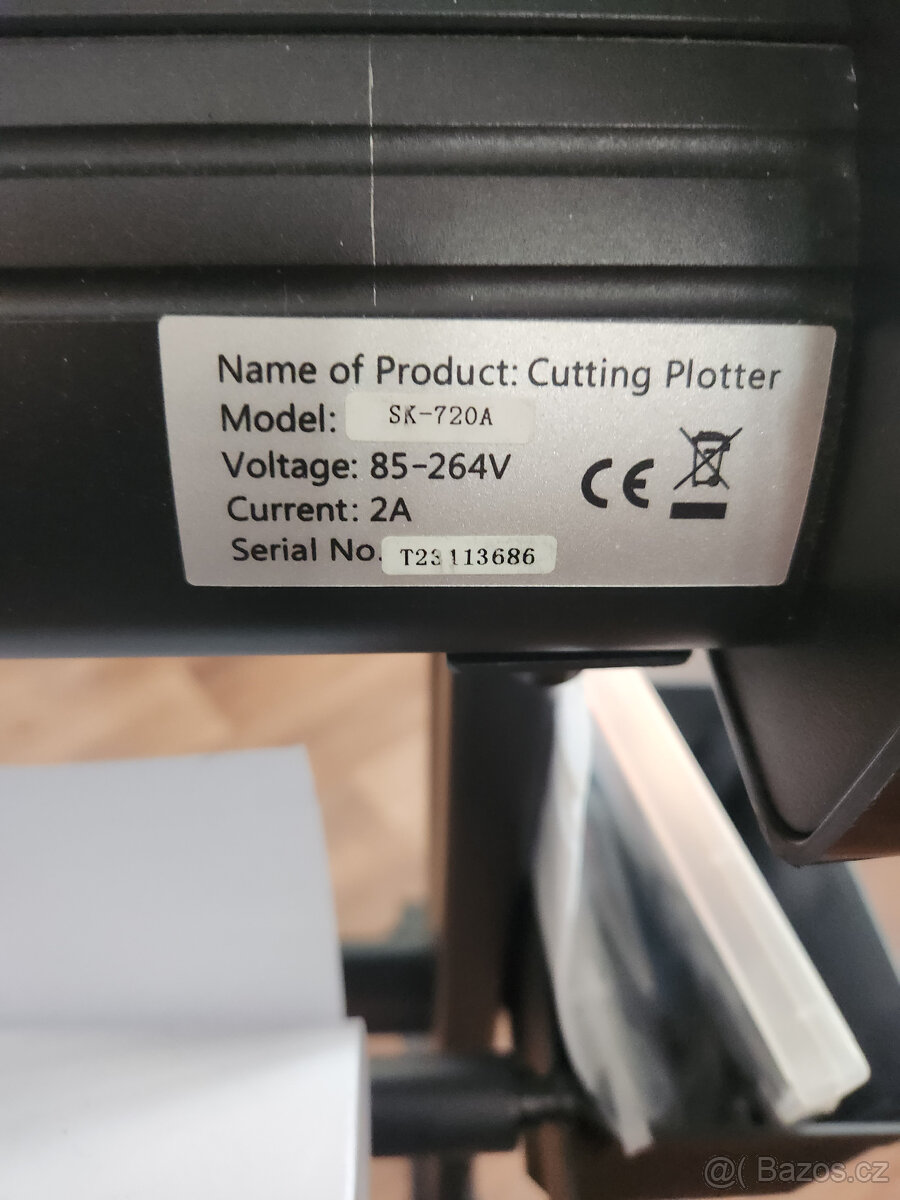 Name of Product: Cutting Plotter
Model: SK-720A
Voltage: 85-264V
CE
Current: 2A
Serial No. T23113686
@( Bazos.cz